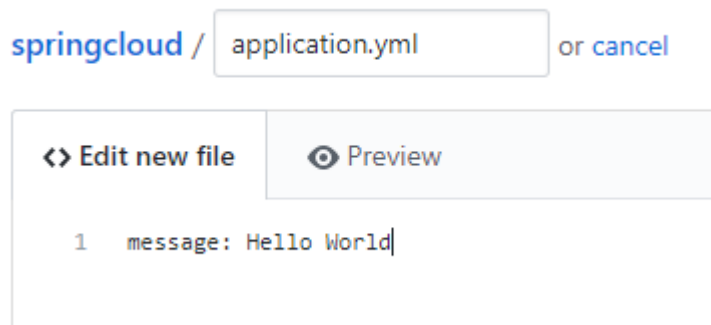 springcloud / application.yml or cancel
<> Edit new file Preview
1 message: Hello World